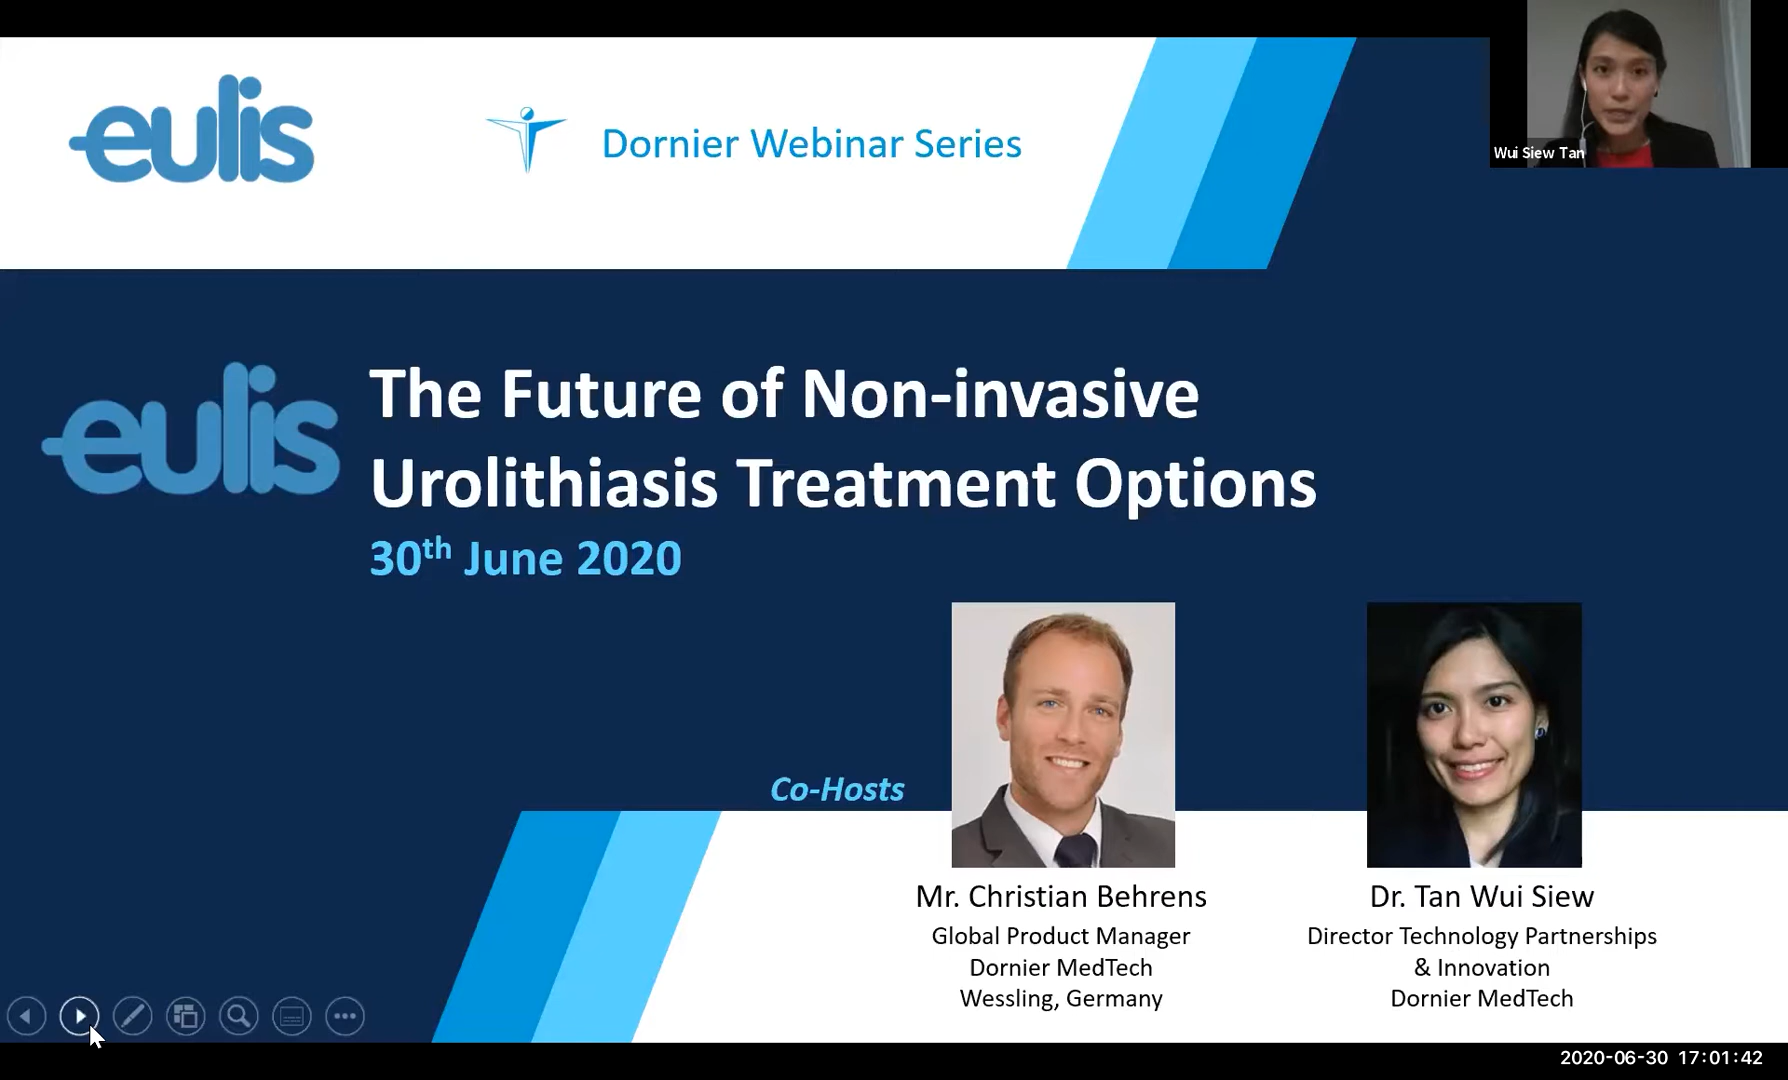 eulis
Dornier Webinar Series
Wui Siew Tan
eulis
The Future of Non-invasive
Urolithiasis Treatment Options
30th June 2020
Co-Hosts
Mr. Christian Behrens
Global Product Manager
Dornier MedTech
Wessling, Germany
Dr. Tan Wui Siew
Director Technology Partnerships
& Innovation
Dornier MedTech
2020-06-30 17:01:42